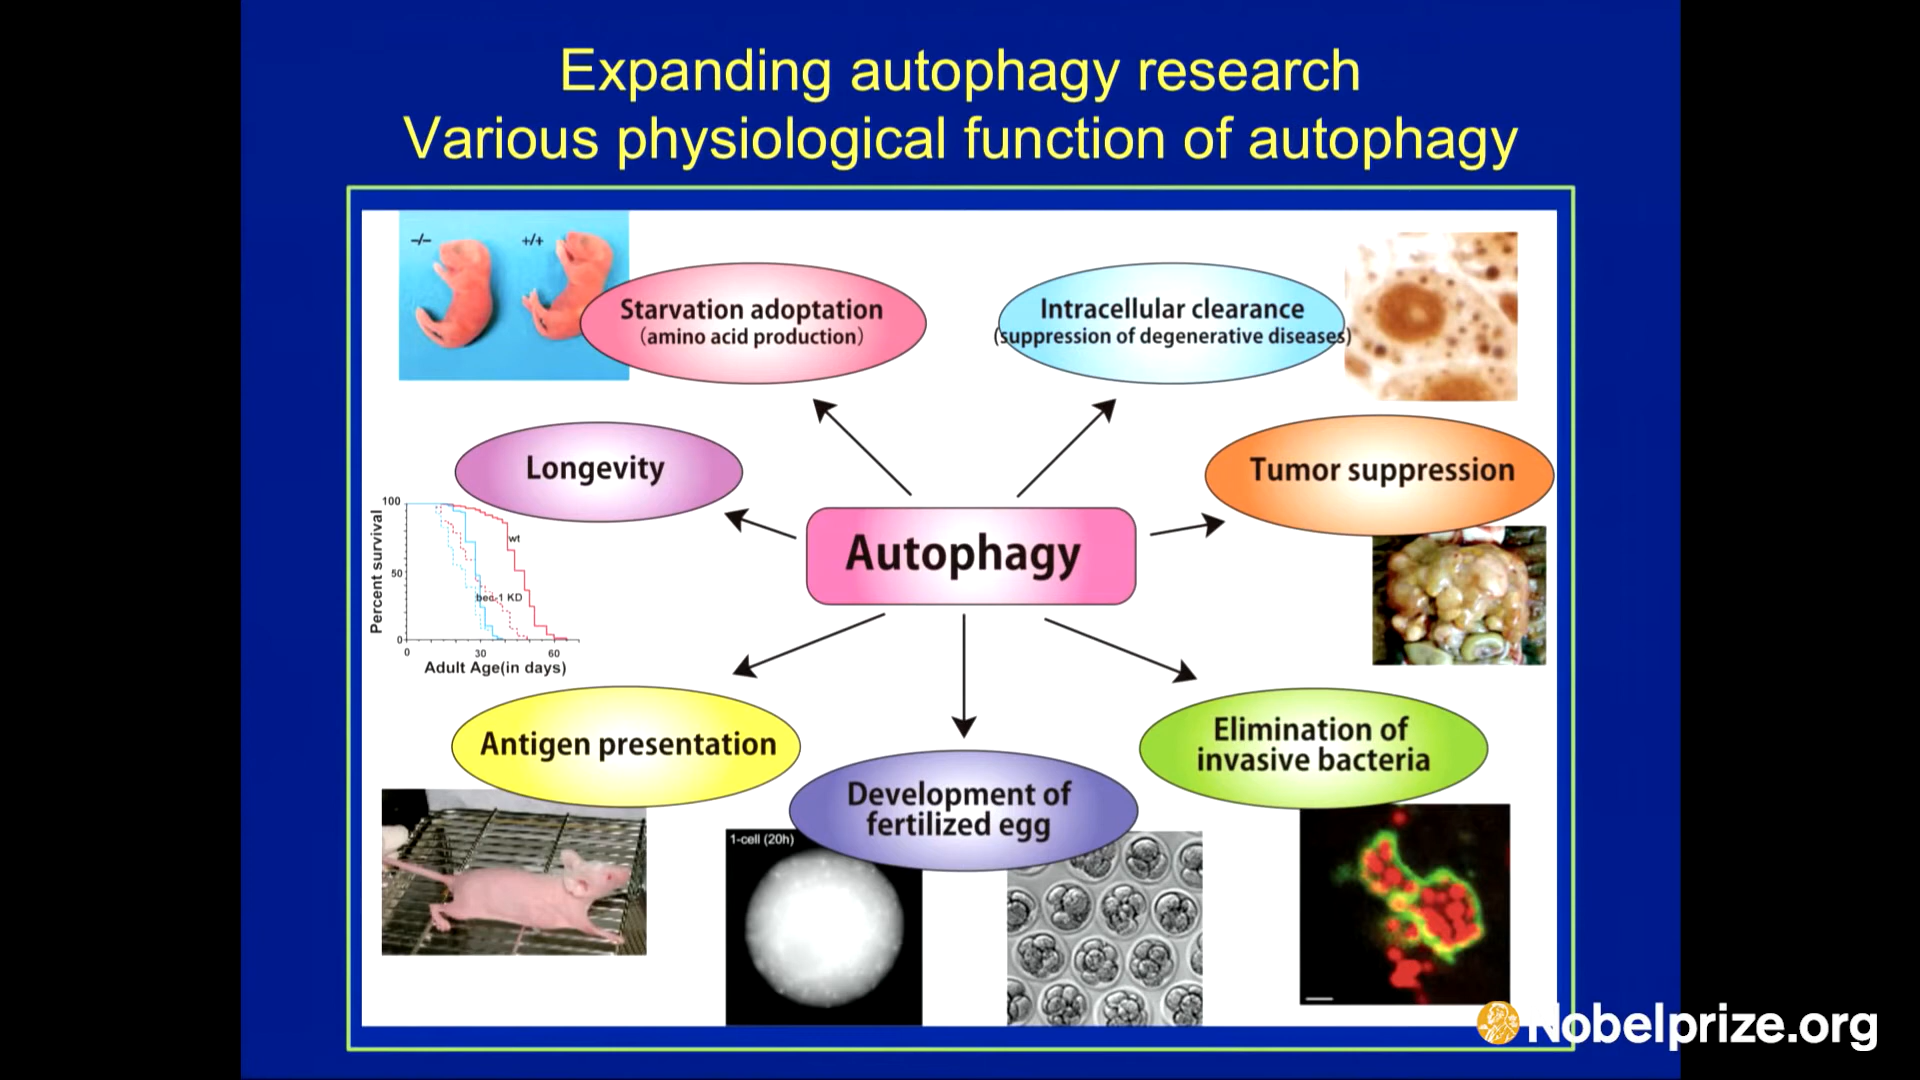 Expanding autophagy research
Various physiological function of autophagy
-/-
+/+
Starvation adoptation
(amino acid production)
Intracellular clearance
(suppression of degenerative diseases)
Longevity
Tumor suppression
Autophagy
Percent survival
100
50
0
wt
bec-1 KD
0
30
60
Adult Age(in days)
Antigen presentation
Development of
fertilized egg
Elimination of
invasive bacteria
1-cell (20h)
Nobelprize.org